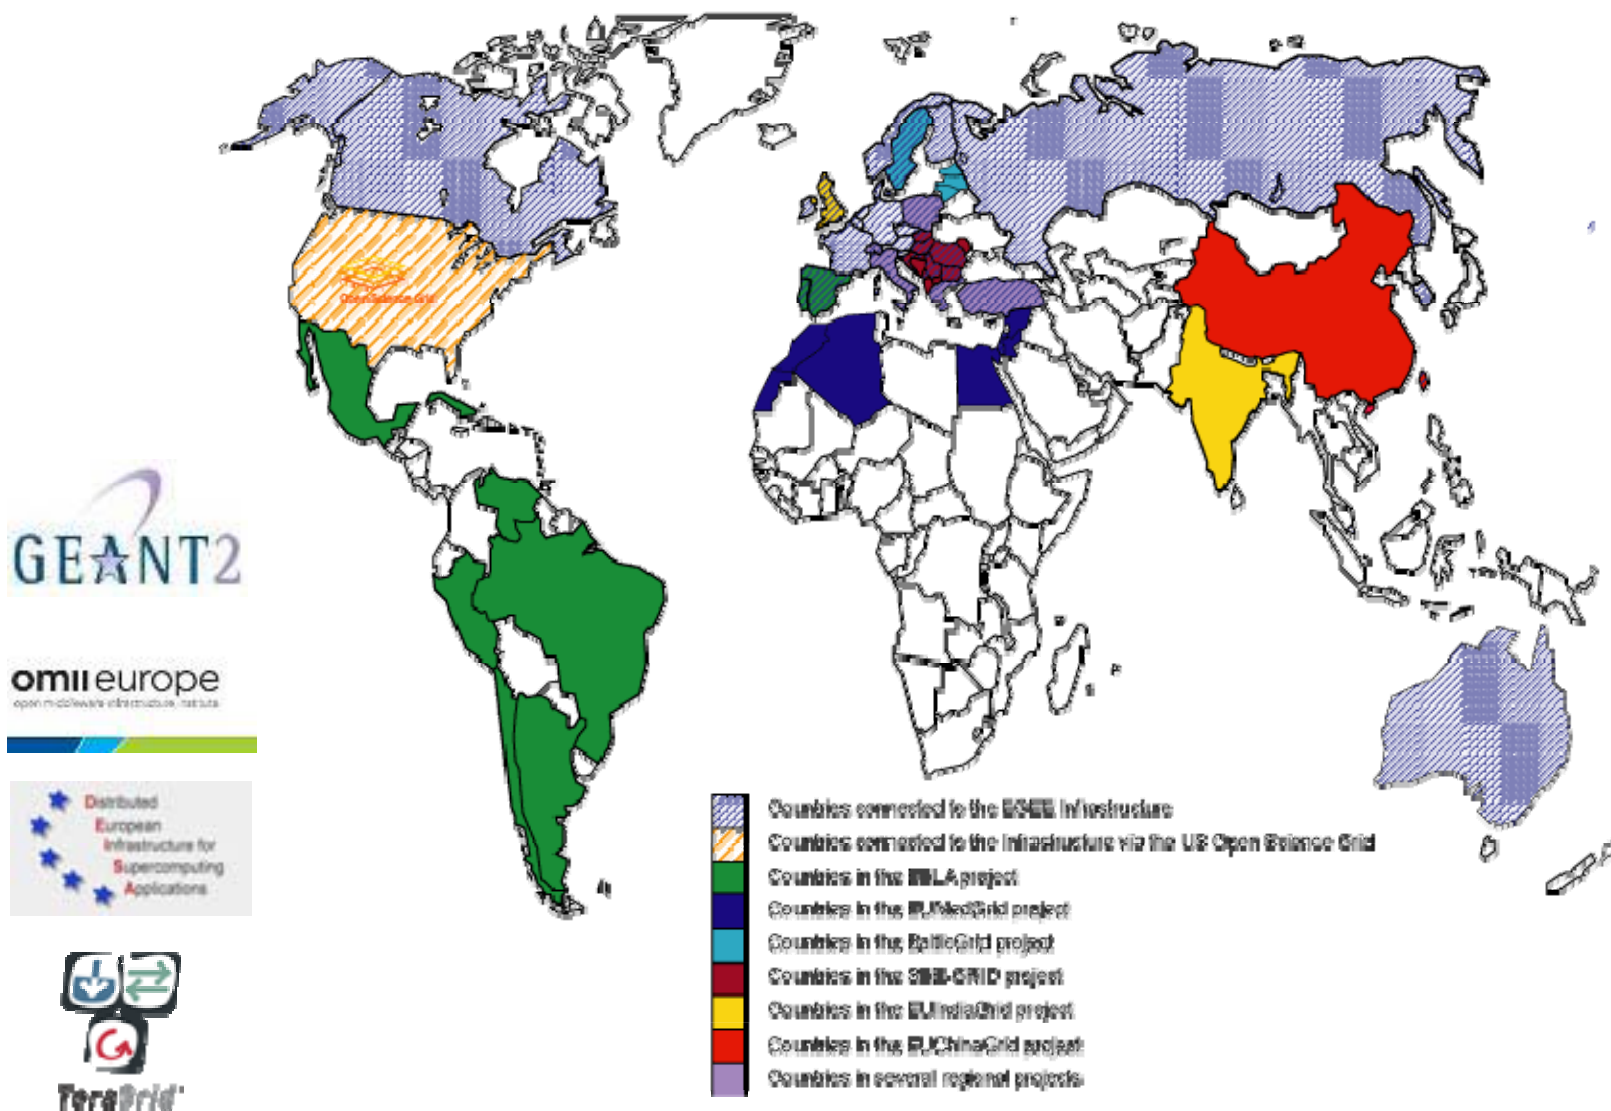 Open Science Grid
GEANT2
omii europe
open middleware infrastructure institute
Distributed
European
Infrastructure for
Supercomputing
Applications
TeraGrid
Countries connected to the EGEE Infrastructure
Countries connected to the Infrastructure via the US Open Science Grid
Countries in the EELA project
Countries in the EUMedGrid project
Countries in the BalticGrid project
Countries in the SEE-GRID project
Countries in the EUIndiaGrid project
Countries in the EUChinaGrid project
Countries in several regional projects